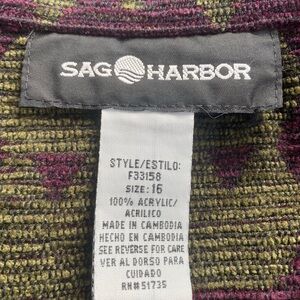 SAG HARBOR
STYLE/ESTILO:
F33158
SIZE: 16
100% ACRYLIC/
ACRILICO
MADE IN CAMBODIA
HECHO EN CAMBODIA
SEE REVERSE FOR CARE
VER AL DORSO PARA
CUIDADO
RN#51735